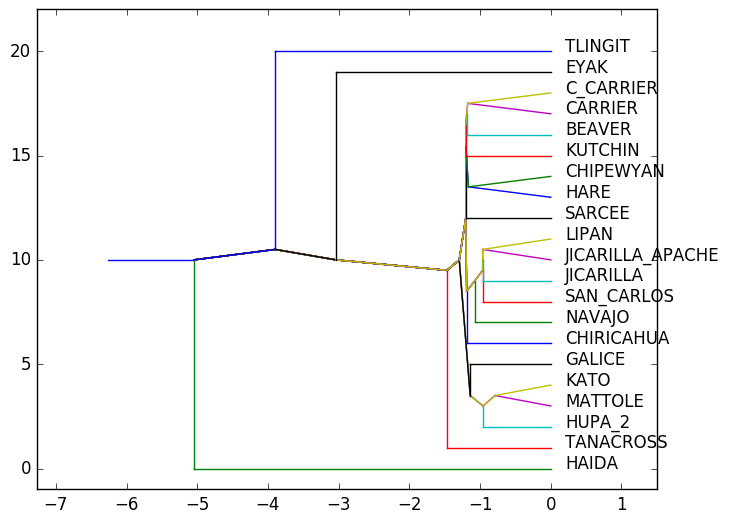 TLINGIT
20
EYAK
C_CARRIER
CARRIER
BEAVER
KUTCHIN
15
CHIPEWYAN
HARE
SARCEE
LIPAN
JICARILLA_APACHE
10
JICARILLA
SAN_CARLOS
NAVAJO
CHIRICAHUA
GALICE
5
KATO
MATTOLE
HUPA_2
TANACROSS
HAIDA
0
−7 −6 −5 −4 −3 −2 −1 0 1